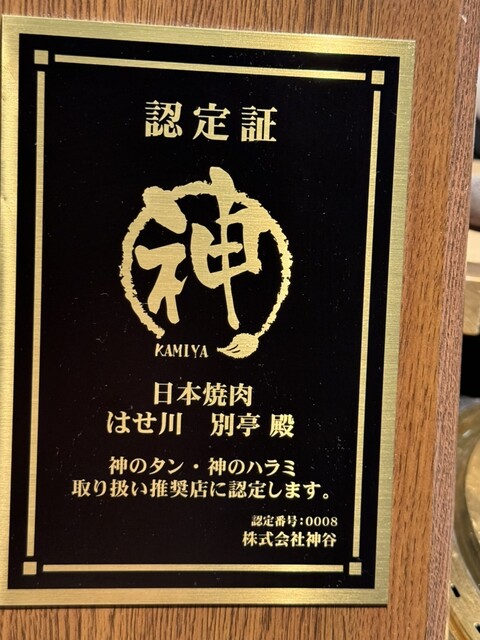 認定証
神
KAMIYA
日本焼肉
はせ川 別亭 殿
神のタン・神のハラミ
取り扱い推奨店に認定します。
認定番号:0008
株式会社神谷